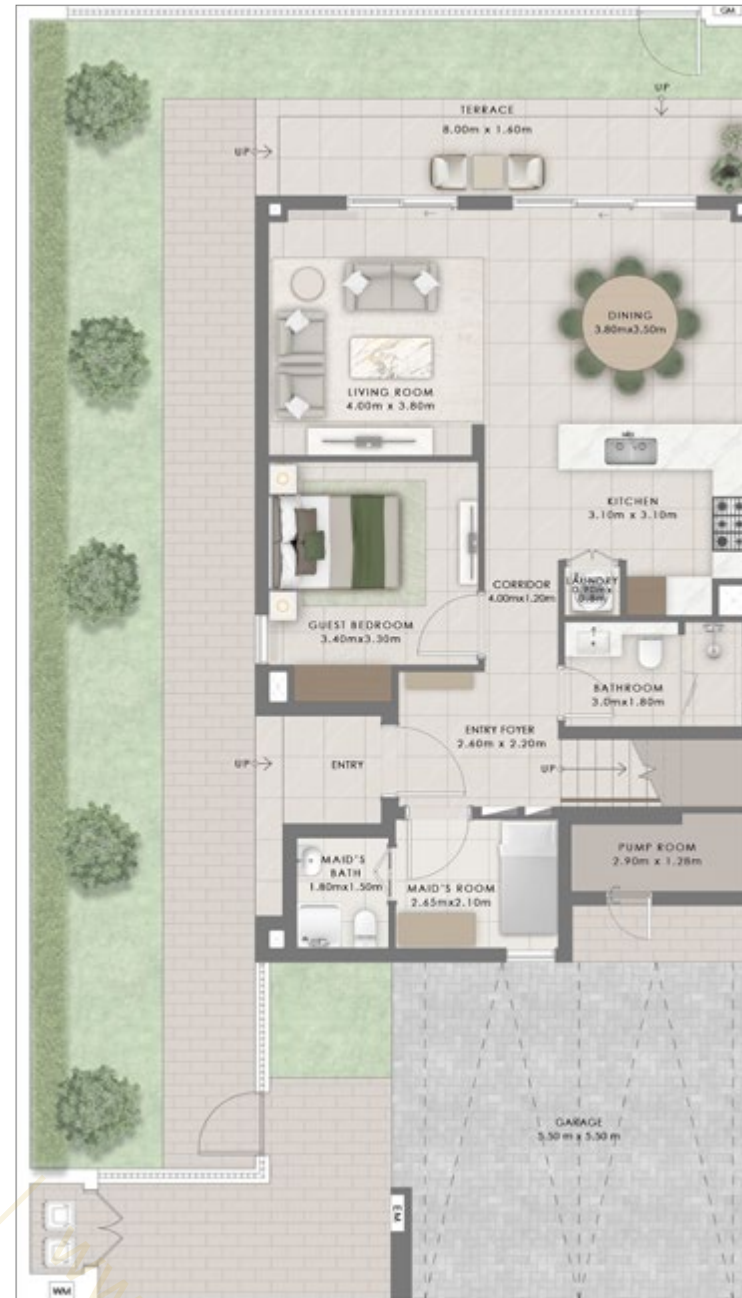 GM
UP
TERRACE
8.00m x 1.60m
UP
DINING
3.80mx3.50m
LIVING ROOM
4.00m x 3.80m
KITCHEN
3.10m x 3.10m
CORRIDOR
4.00mx1.20m
LAUNDRY
GUEST BEDROOM
3.40mx3.30m
BATHROOM
3.0mx1.80m
ENTRY FOYER
2.60m x 2.20m
UP
ENTRY
UP
PUMP ROOM
2.90m x 1.28m
MAID'S
BATH
1.80mx1.50m
MAID'S ROOM
2.65mx2.10m
GARAGE
5.50 m x 5.50 m
EM
WM